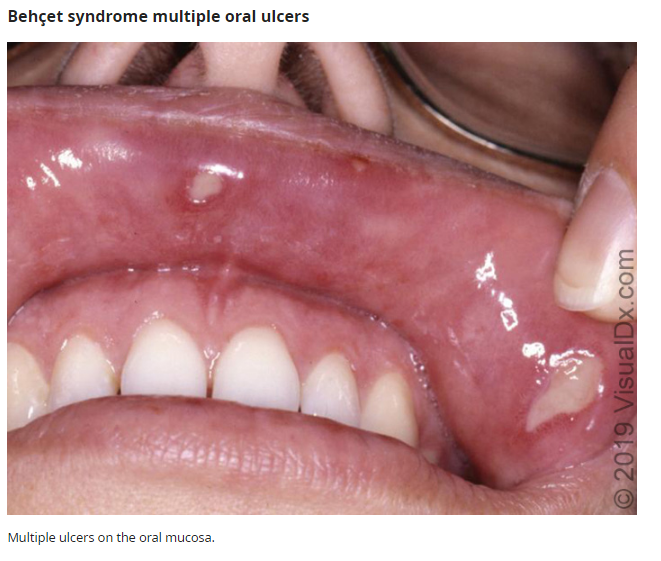 Behçet syndrome multiple oral ulcers
© 2019 VisualDx.com
Multiple ulcers on the oral mucosa.